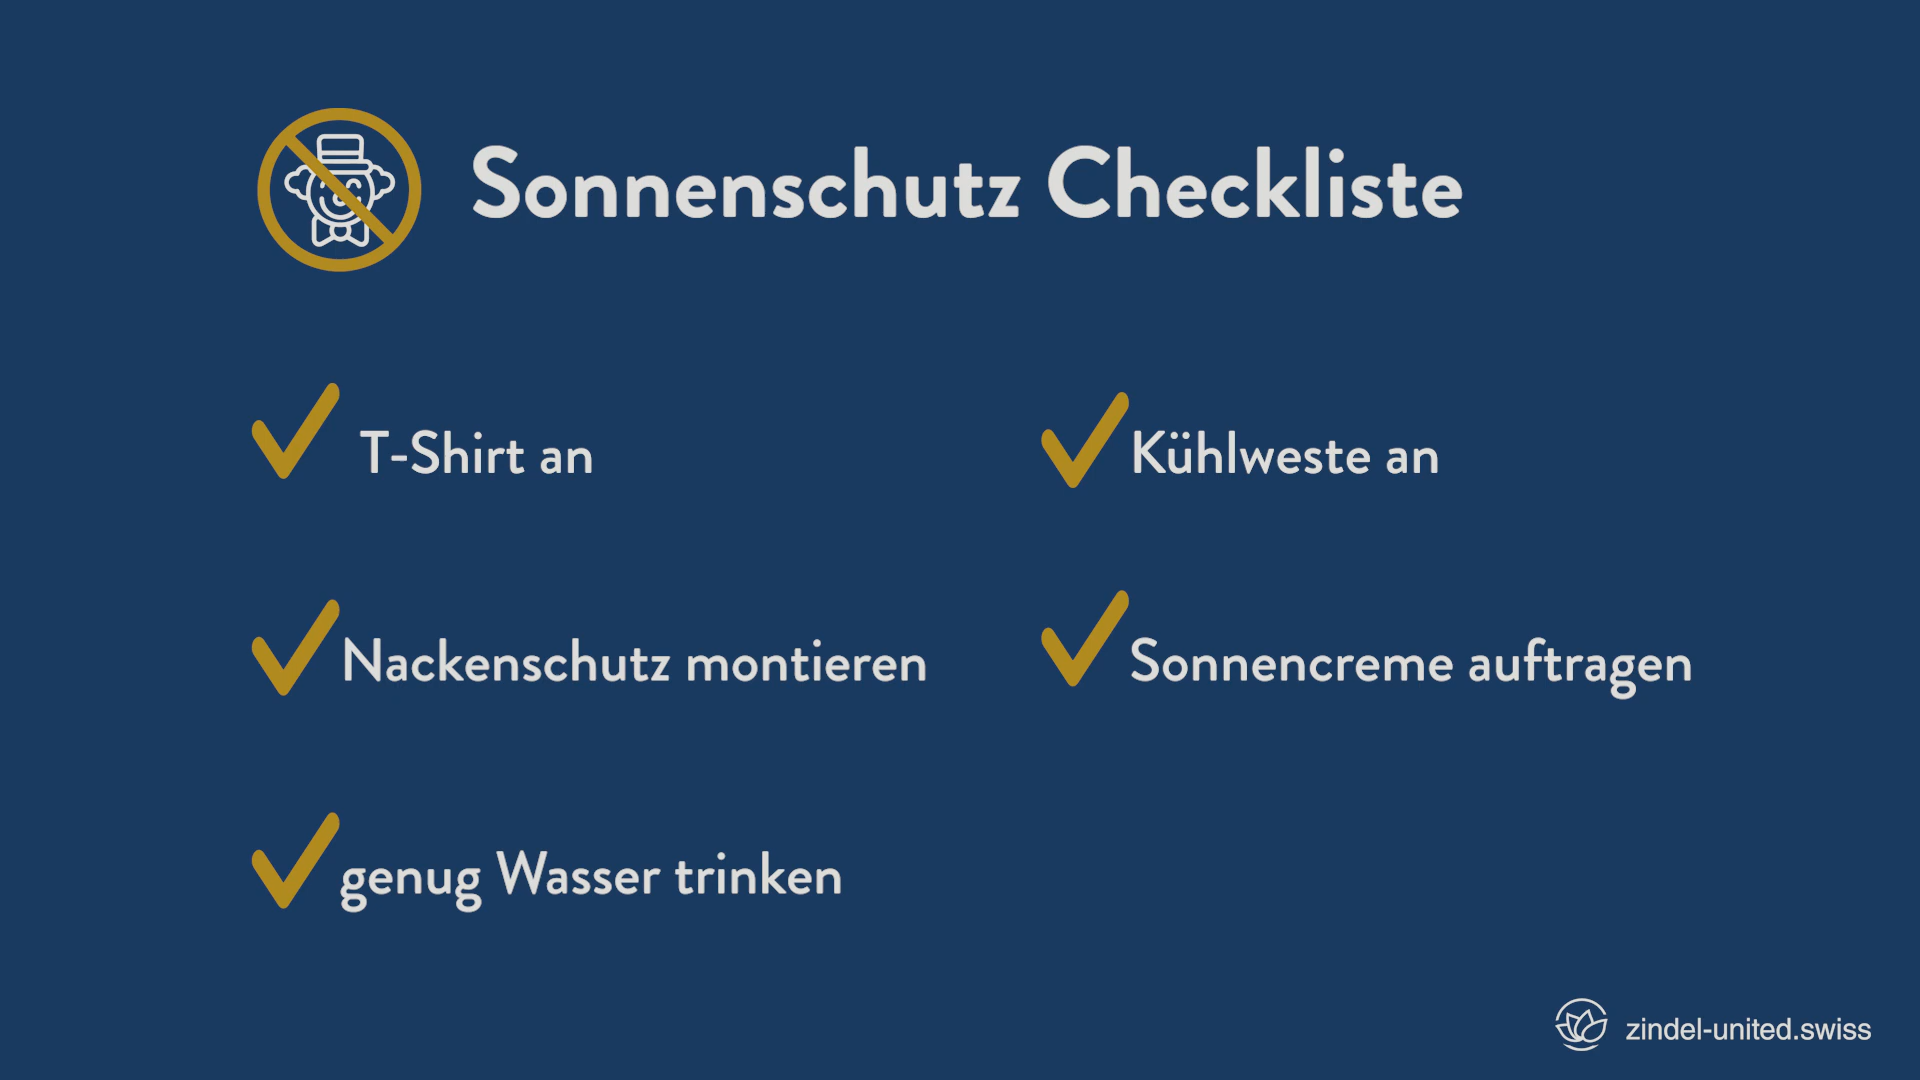 Sonnenschutz Checkliste
T-Shirt an
Kühlweste an
Nackenschutz montieren
Sonnencreme auftragen
genug Wasser trinken
zindel-united.swiss